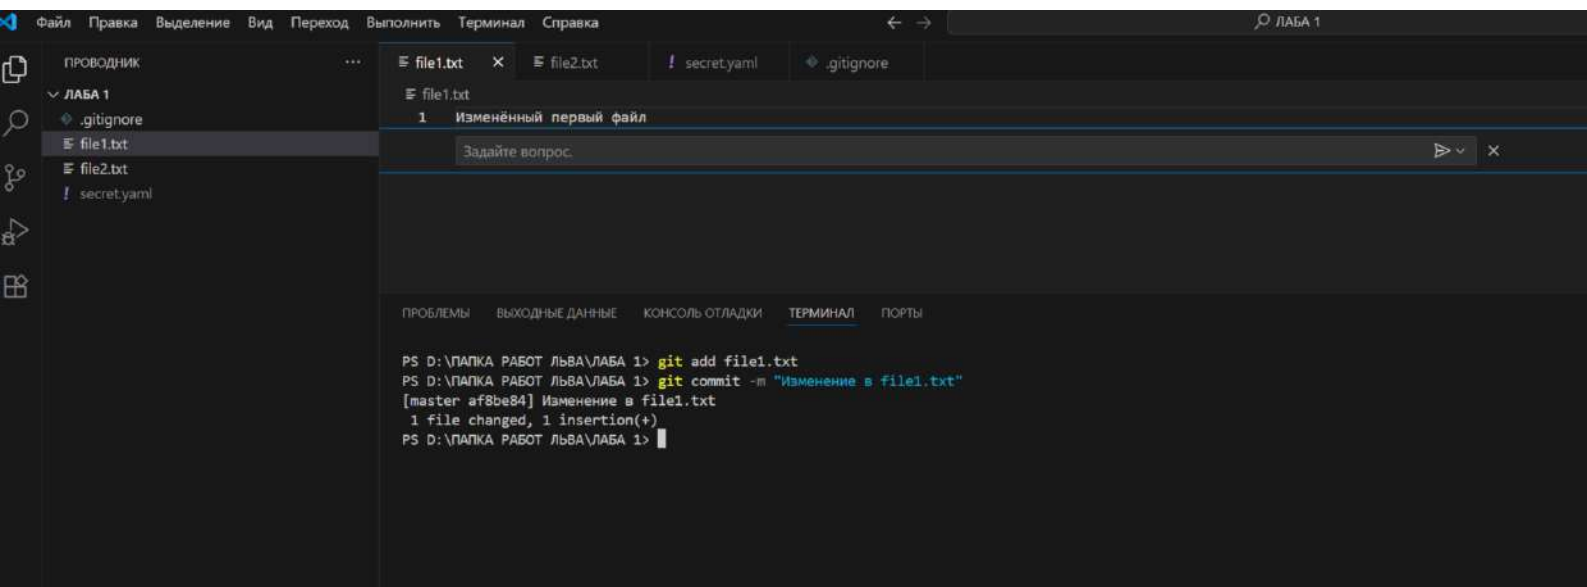 Файл Правка Выделение Вид Переход Выполнить Терминал Справка ЛАБА 1
ПРОВОДНИК
ЛАБА 1
.gitignore
file1.txt
file2.txt
secret.yaml
file1.txt file2.txt secret.yaml .gitignore
file1.txt
1 Изменённый первый файл
Задайте вопрос.
ПРОБЛЕМЫ ВЫХОДНЫЕ ДАННЫЕ КОНСОЛЬ ОТЛАДКИ ТЕРМИНАЛ ПОРТЫ
PS D:\ПАПКА РАБОТ ЛЬВА\ЛАБА 1> git add file1.txt
PS D:\ПАПКА РАБОТ ЛЬВА\ЛАБА 1> git commit -m "Изменение в file1.txt"
[master af8be84] Изменение в file1.txt
1 file changed, 1 insertion(+)
PS D:\ПАПКА РАБОТ ЛЬВА\ЛАБА 1>